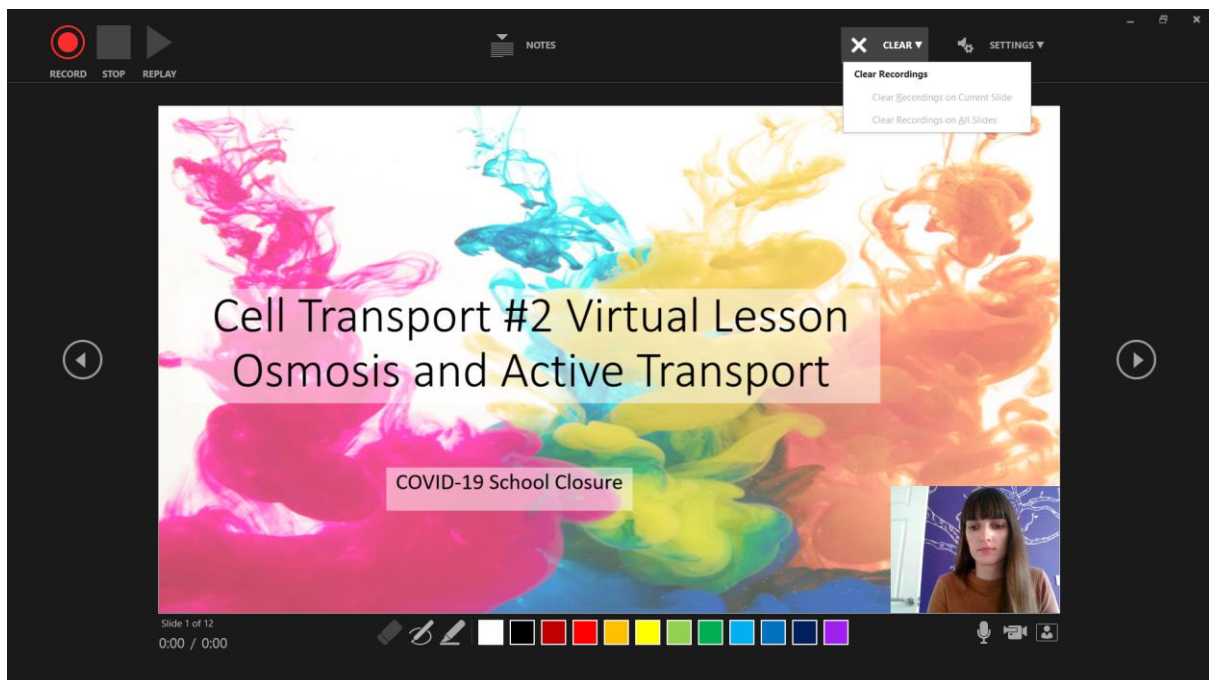 RECORD STOP REPLAY
NOTES
CLEAR ▼
SETTINGS ▼
Clear Recordings
Clear Recordings on Current Slide
Clear Recordings on All Slides
Cell Transport #2 Virtual Lesson
Osmosis and Active Transport
COVID-19 School Closure
Slide 1 of 12
0:00 / 0:00